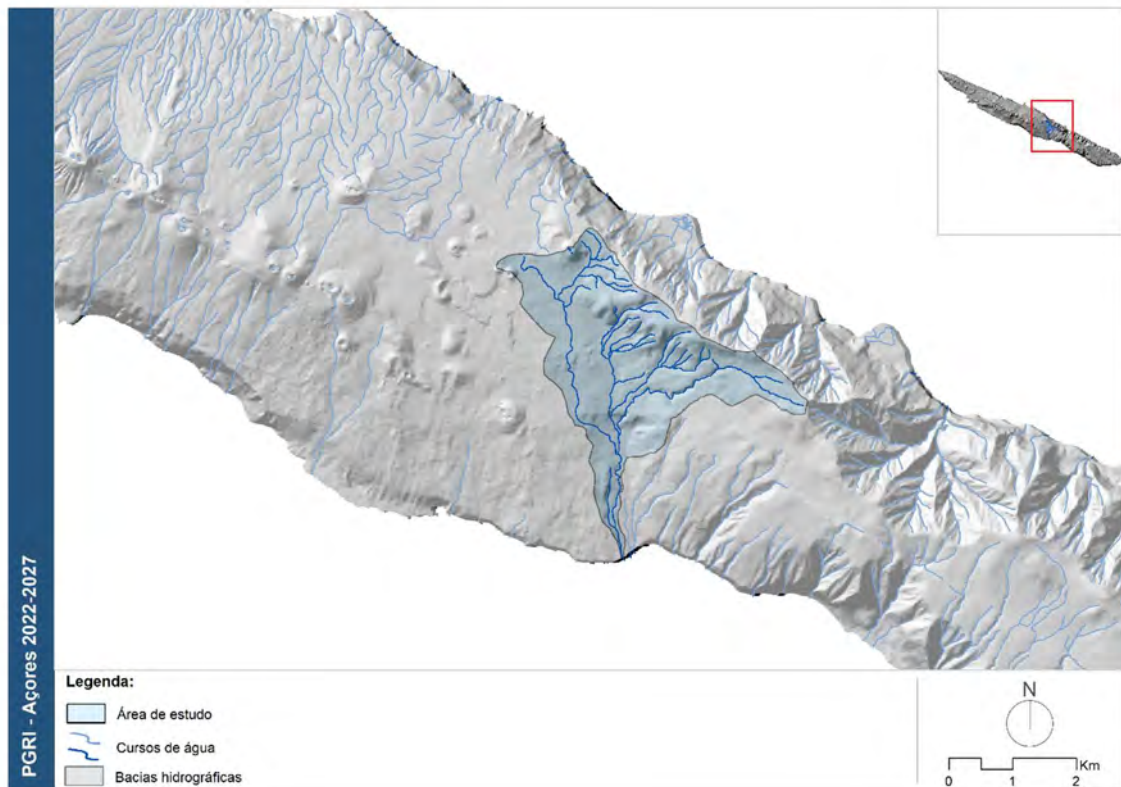 PGRI - Açores 2022-2027
Legenda:
Área de estudo
Cursos de água
Bacias hidrográficas
N
Km
0 1 2